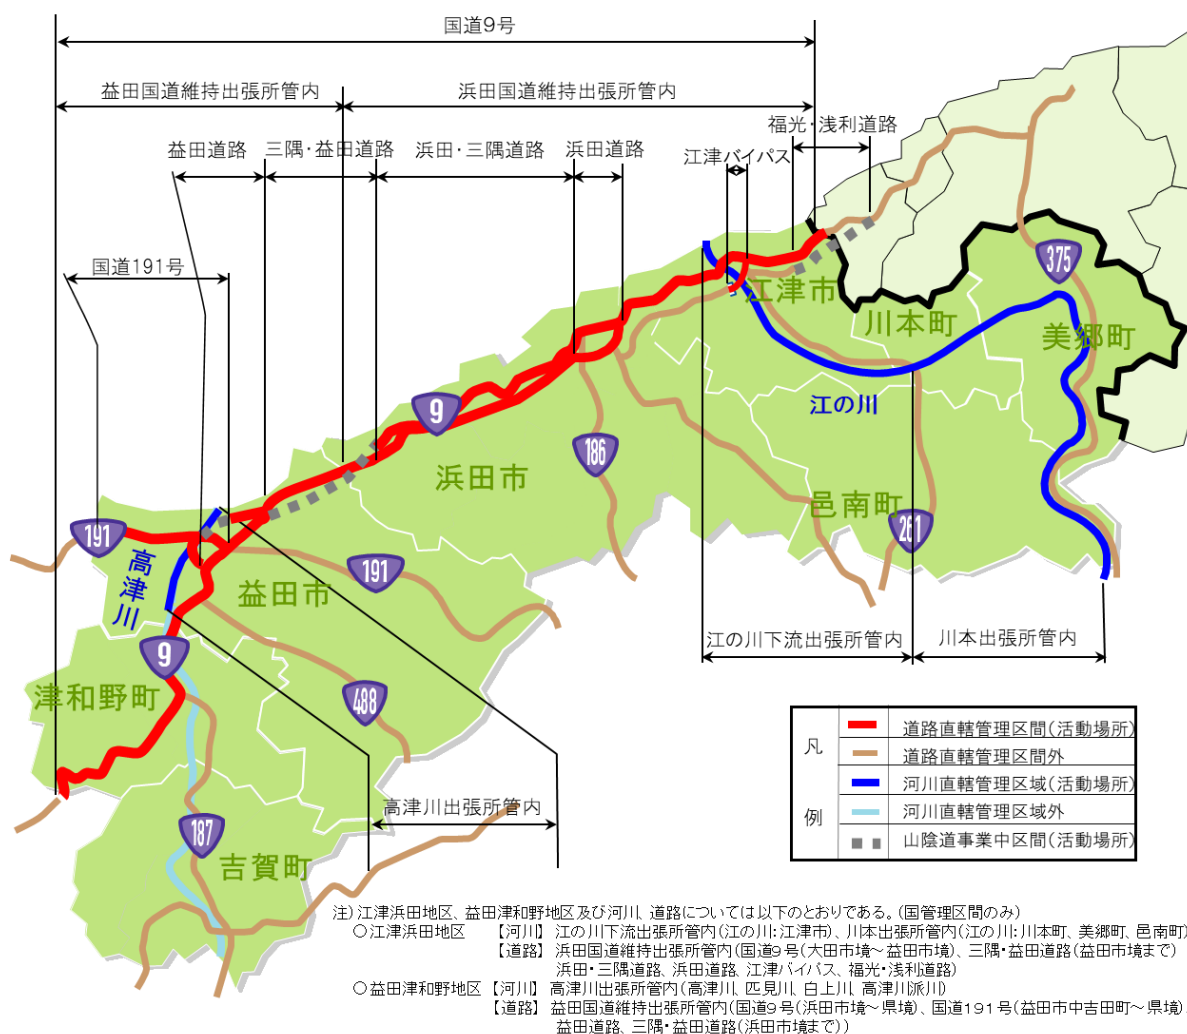 国道9号
益田国道維持出張所管内
浜田国道維持出張所管内
福光・浅利道路
益田道路
三隅・益田道路
浜田・三隅道路
浜田道路
江津バイパス
国道191号
375
江津市
川本町
美郷町
江の川
9
186
浜田市
邑南町
261
191
高津川
191
益田市
江の川下流出張所管内
川本出張所管内
9
津和野町
488
高津川出張所管内
187
吉賀町
凡例
道路直轄管理区間(活動場所)
道路直轄管理区間外
河川直轄管理区域(活動場所)
河川直轄管理区域外
山陰道事業中区間(活動場所)
注)江津浜田地区、益田津和野地区及び河川、道路については以下のとおりである。(国管理区間のみ)
○江津浜田地区 【河川】 江の川下流出張所管内(江の川:江津市)、川本出張所管内(江の川:川本町、美郷町、邑南町)
【道路】 浜田国道維持出張所管内(国道9号(大田市境~益田市境)、三隅・益田道路(益田市境まで)
浜田・三隅道路、浜田道路、江津バイパス、福光・浅利道路)
○益田津和野地区 【河川】 高津川出張所管内(高津川、匹見川、白上川、高津川派川)
【道路】 益田国道維持出張所管内(国道9号(浜田市境~県境)、国道191号(益田市中吉田町~県境)、
益田道路、三隅・益田道路(浜田市境まで))